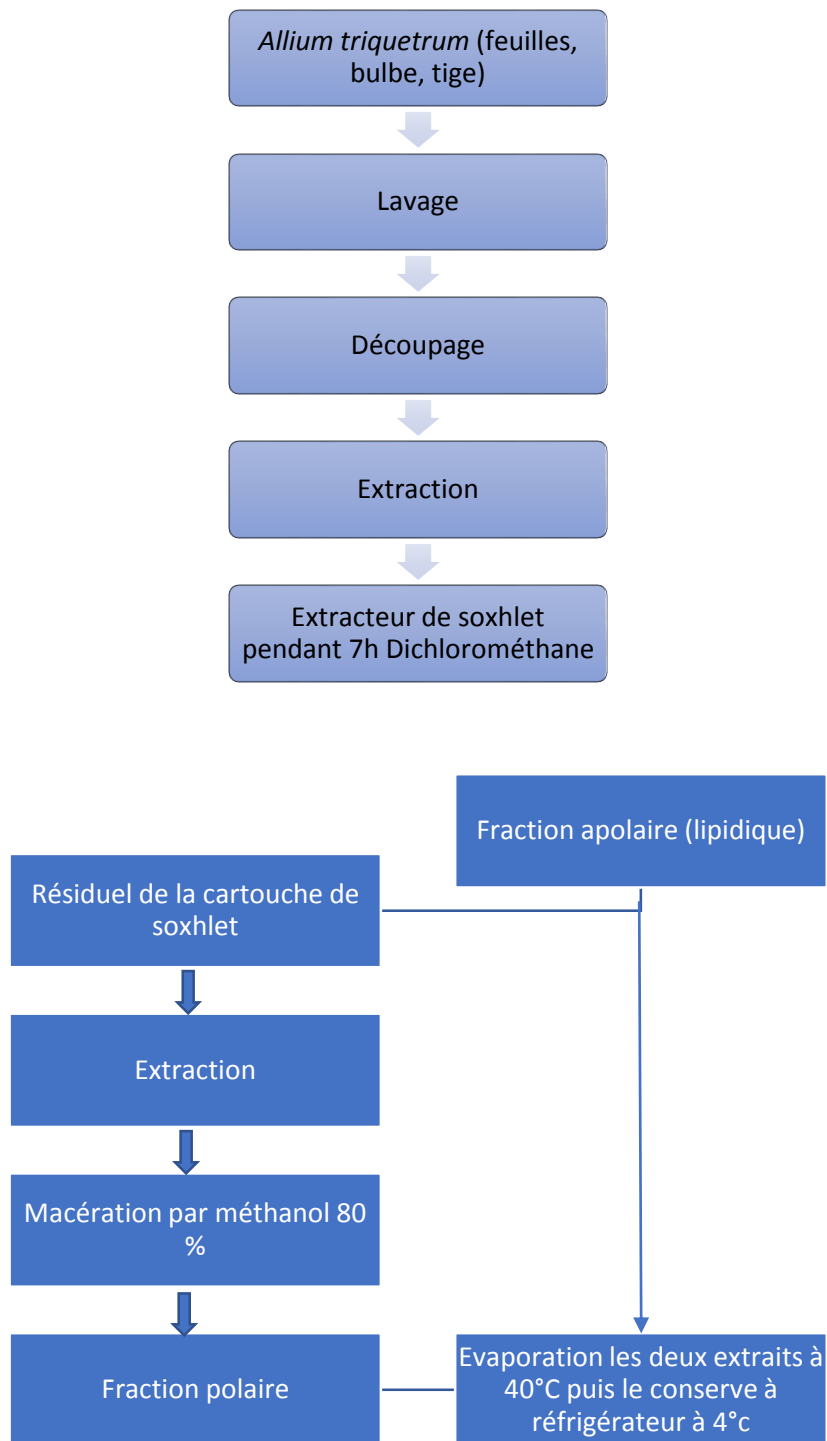 Allium triquetrum (feuilles,
bulbe, tige)
Lavage
Découpage
Extraction
Extracteur de soxhlet
pendant 7h Dichlorométhane
Fraction apolaire (lipidique)
Résiduel de la cartouche de
soxhlet
Extraction
Macération par méthanol 80
%
Fraction polaire
Evaporation les deux extraits à
40°C puis le conserve à
réfrigérateur à 4°c